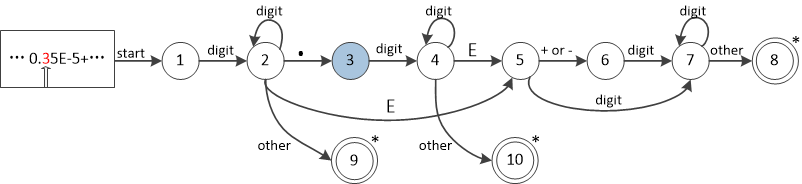 digit digit digit
··· 0.35E-5+··· start 1 digit 2 . 3 digit 4 E 5 + or - 6 digit 7 other 8 *
E digit
other 9 * other 10 *